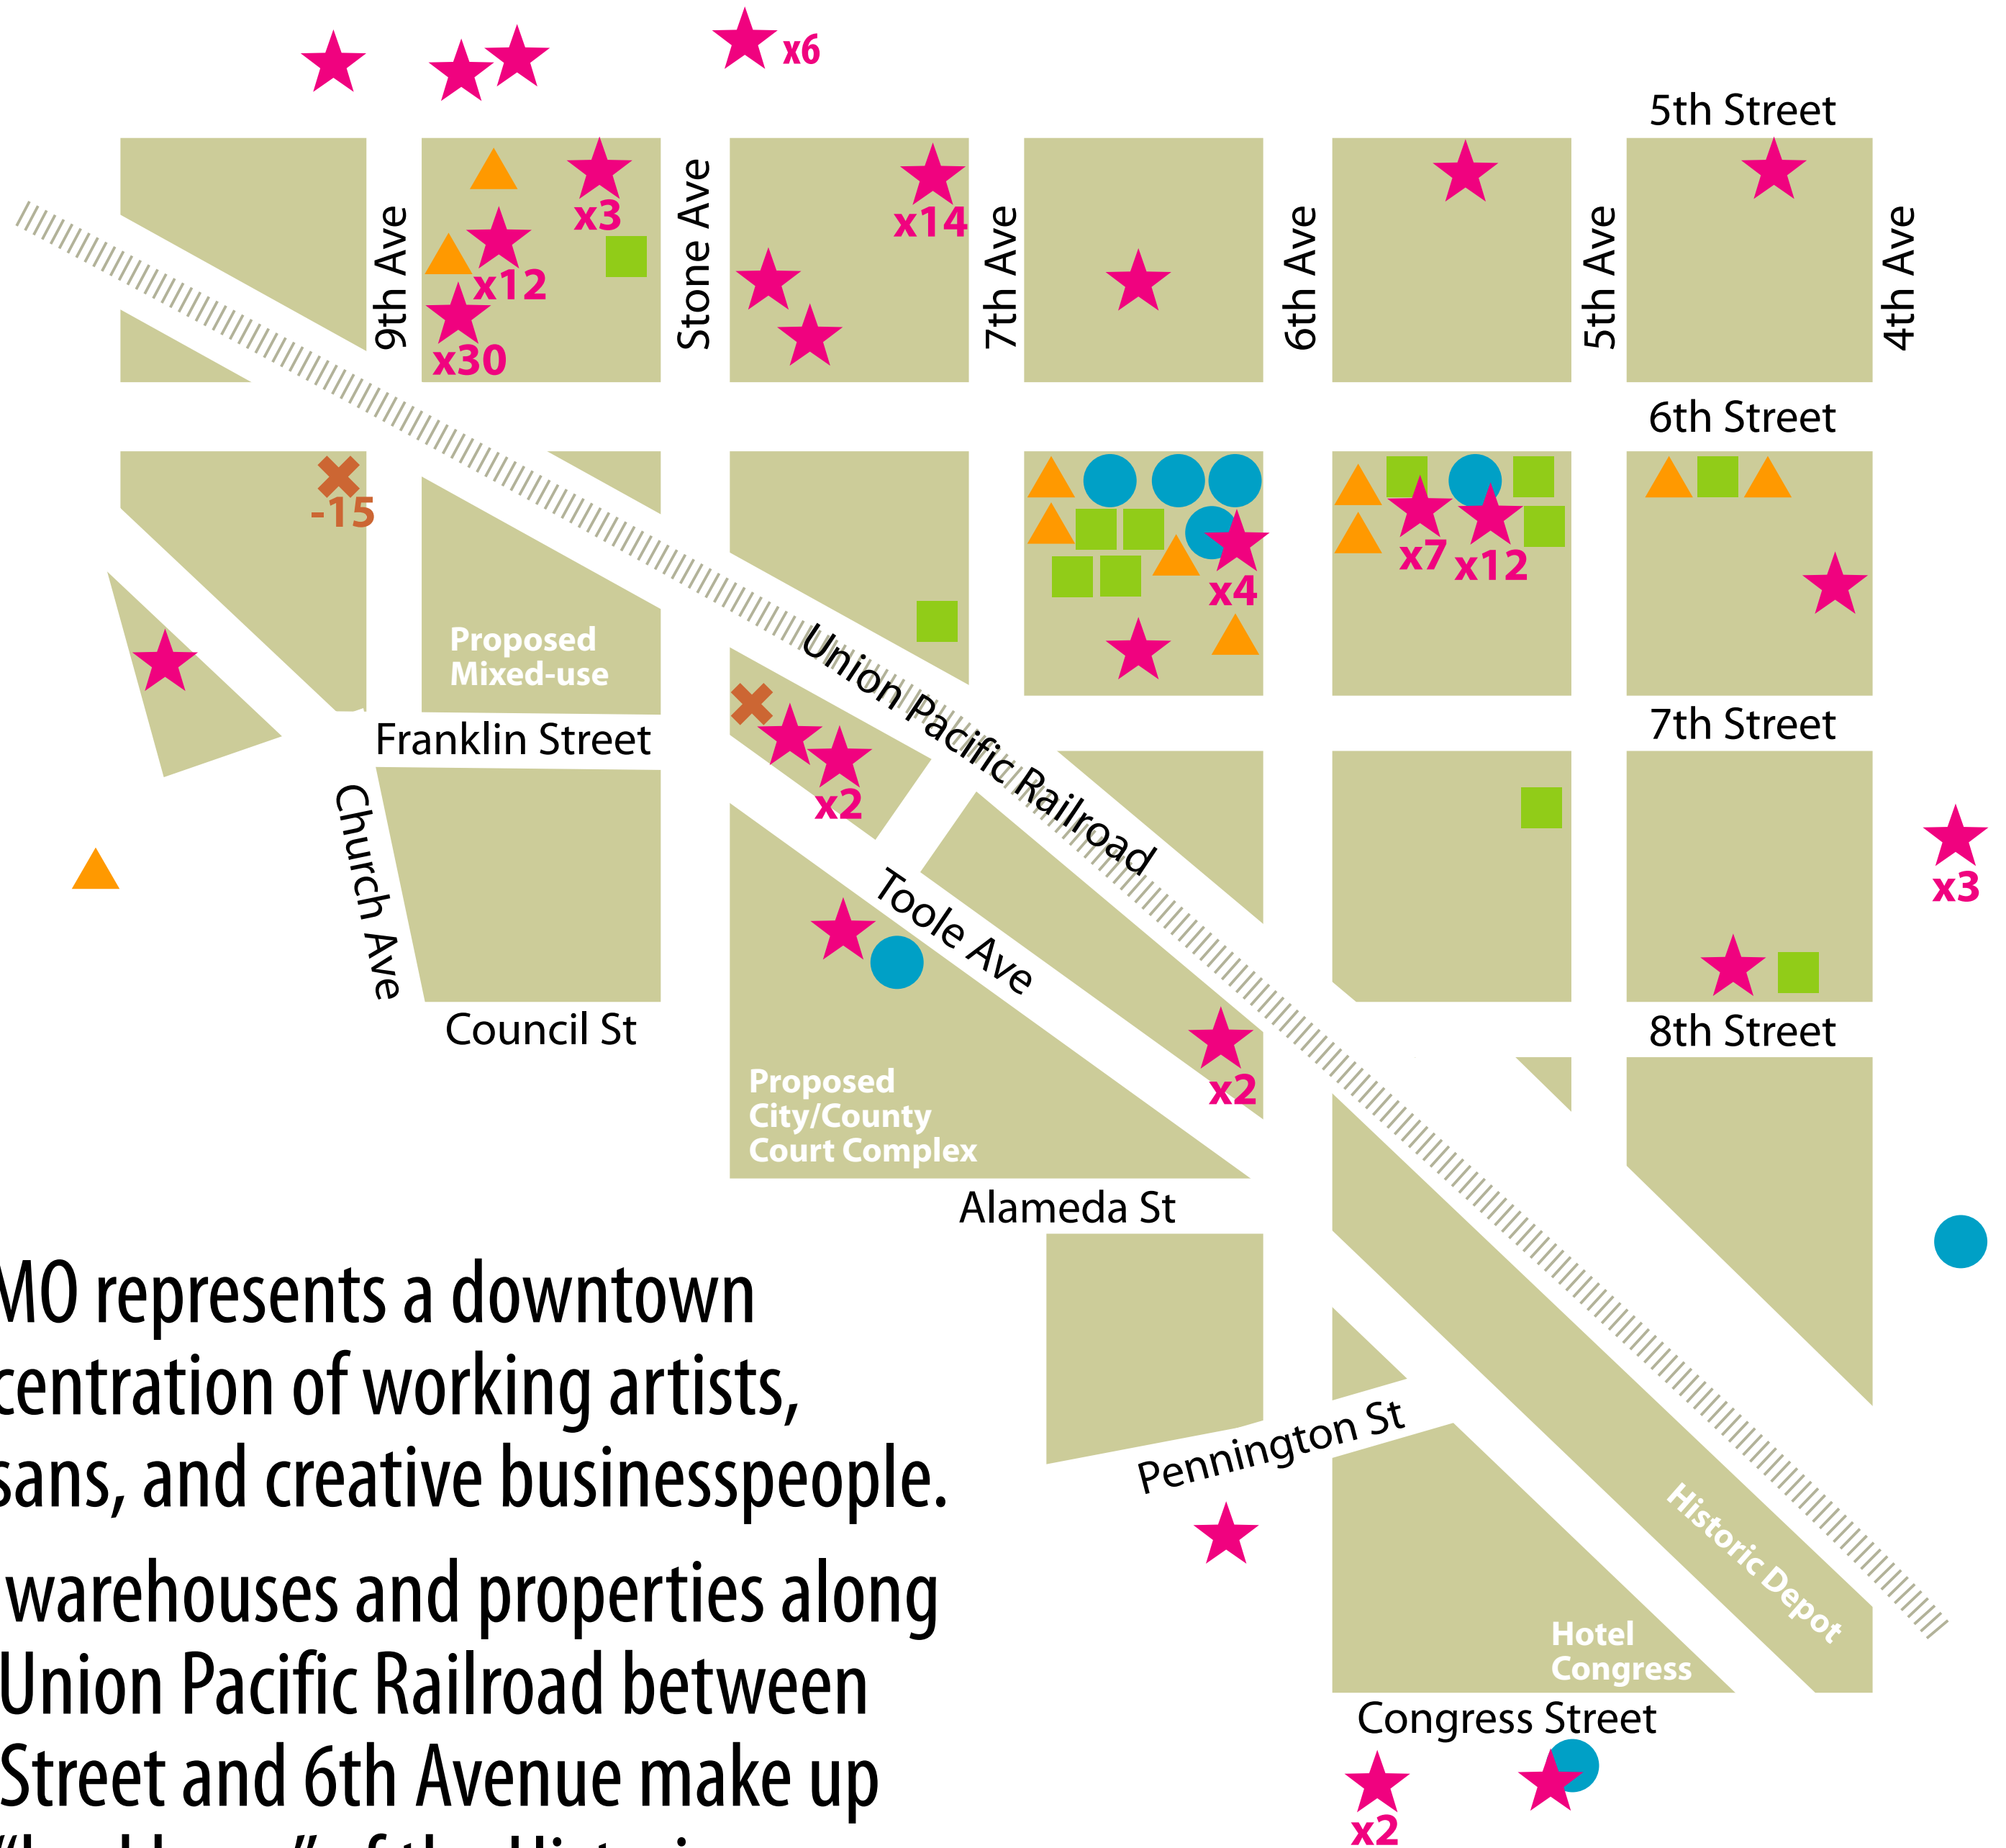 x6
5th Street
9th Ave
Stone Ave
7th Ave
6th Ave
5th Ave
4th Ave
x3
x14
x12
x30
6th Street
-15
x4
x7
x12
Proposed
Mixed-use
Union Pacific Railroad
Franklin Street
7th Street
x2
Church Ave
Toole Ave
x3
Council St
8th Street
Proposed
City/County
Court Complex
x2
Alameda St
Pennington St
Historic Depot
Hotel
Congress
Congress Street
x2
MO represents a downtown
centration of working artists,
sans, and creative businesspeople.
warehouses and properties along
Union Pacific Railroad between
Street and 6th Avenue make up